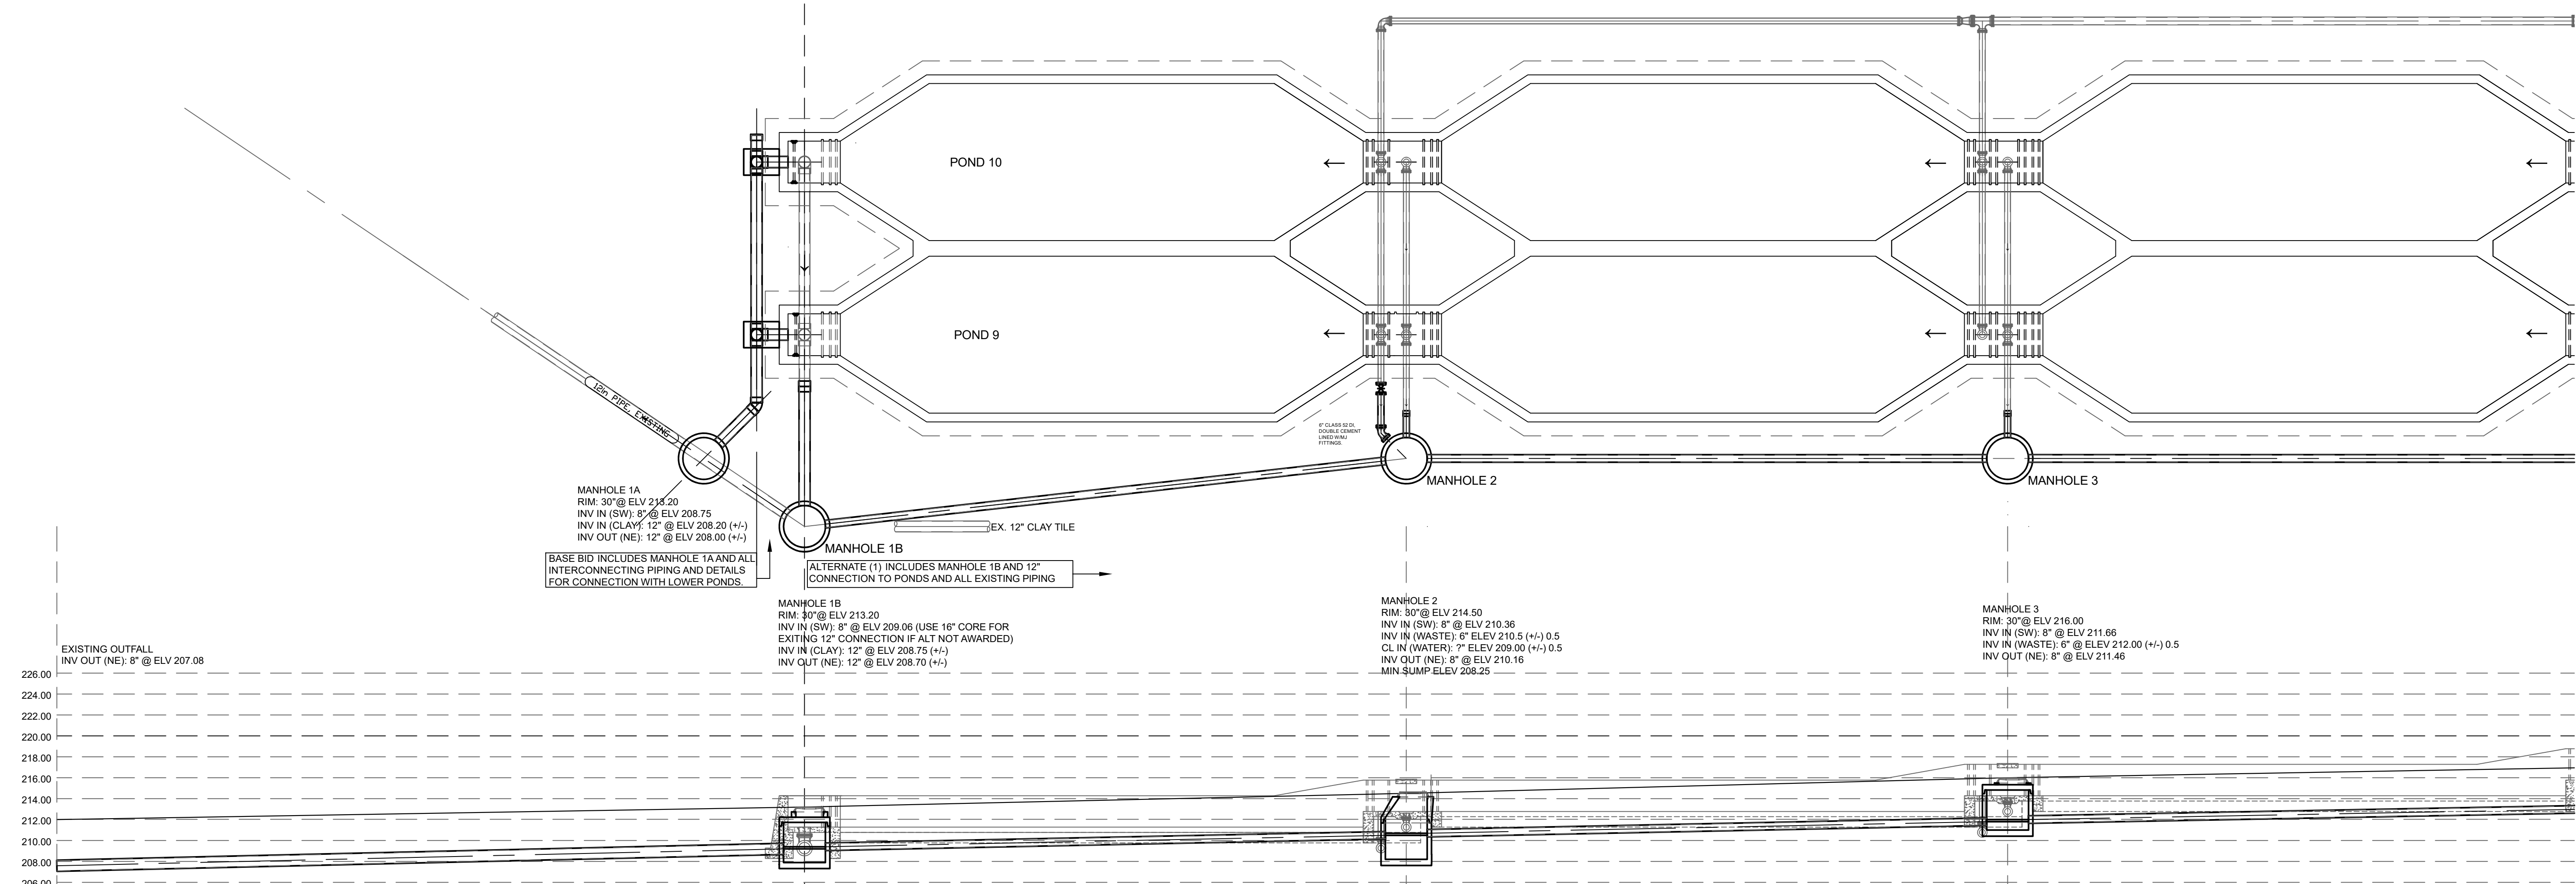 POND 10
POND 9
12in PIPE, EXISTING
6" CLASS 52 DI,
DOUBLE CEMENT
LINED W/MJ
FITTINGS.
MANHOLE 2
MANHOLE 3
MANHOLE 1A
RIM: 30"@ ELV 213.20
INV IN (SW): 8" @ ELV 208.75
INV IN (CLAY): 12" @ ELV 208.20 (+/-)
INV OUT (NE): 12" @ ELV 208.00 (+/-)
EX. 12" CLAY TILE
MANHOLE 1B
BASE BID INCLUDES MANHOLE 1A AND ALL
INTERCONNECTING PIPING AND DETAILS
FOR CONNECTION WITH LOWER PONDS.
ALTERNATE (1) INCLUDES MANHOLE 1B AND 12"
CONNECTION TO PONDS AND ALL EXISTING PIPING
MANHOLE 1B
RIM: 30"@ ELV 213.20
INV IN (SW): 8" @ ELV 209.06 (USE 16" CORE FOR
EXITING 12" CONNECTION IF ALT NOT AWARDED)
INV IN (CLAY): 12" @ ELV 208.75 (+/-)
INV OUT (NE): 12" @ ELV 208.70 (+/-)
MANHOLE 2
RIM: 30"@ ELV 214.50
INV IN (SW): 8" @ ELV 210.36
INV IN (WASTE): 6" ELEV 210.5 (+/-) 0.5
CL IN (WATER): ?" ELEV 209.00 (+/-) 0.5
INV OUT (NE): 8" @ ELV 210.16
MIN SUMP ELEV 208.25
MANHOLE 3
RIM: 30"@ ELV 216.00
INV IN (SW): 8" @ ELV 211.66
INV IN (WASTE): 6" @ ELEV 212.00 (+/-) 0.5
INV OUT (NE): 8" @ ELV 211.46
EXISTING OUTFALL
INV OUT (NE): 8" @ ELV 207.08
226.00
224.00
222.00
220.00
218.00
216.00
214.00
212.00
210.00
208.00
206.00